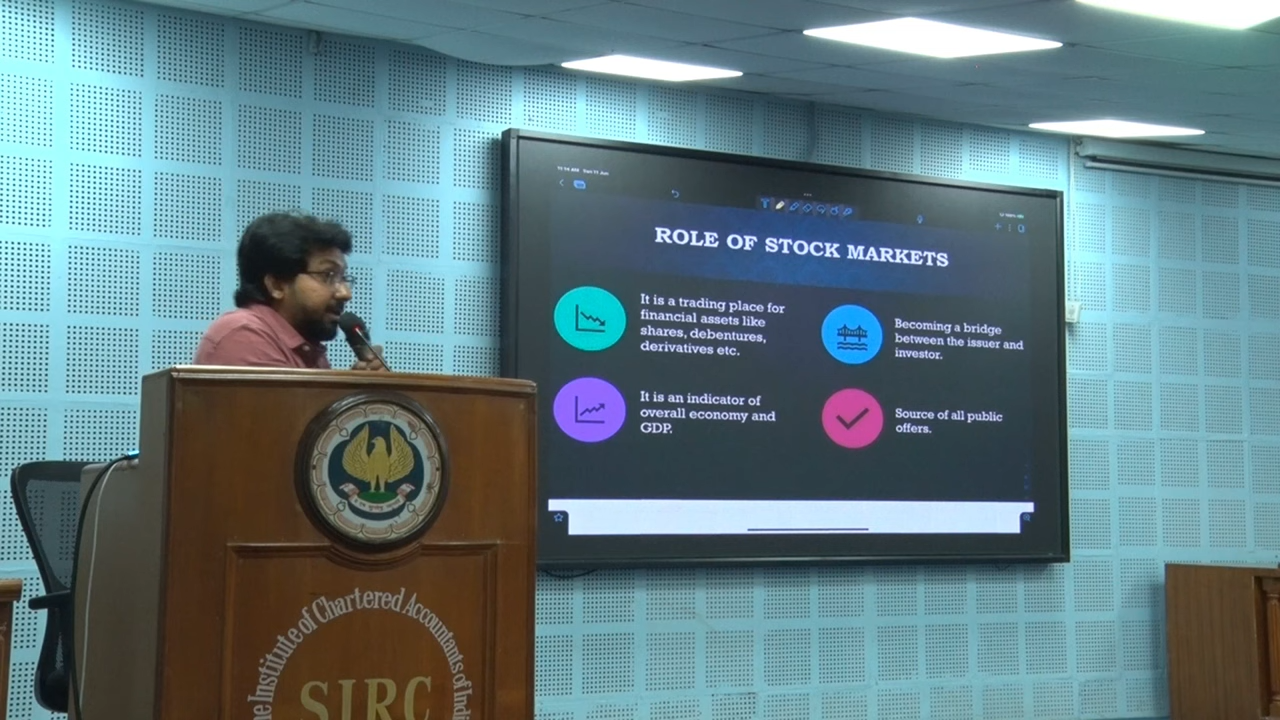 ROLE OF STOCK MARKETS
It is a trading place for
financial assets like
shares, debentures,
derivatives etc.
Becoming a bridge
between the issuer and
investor.
It is an indicator of
overall economy and
GDP.
Source of all public
offers.
he Institute of Chartered Accountants of Indi
SIRC